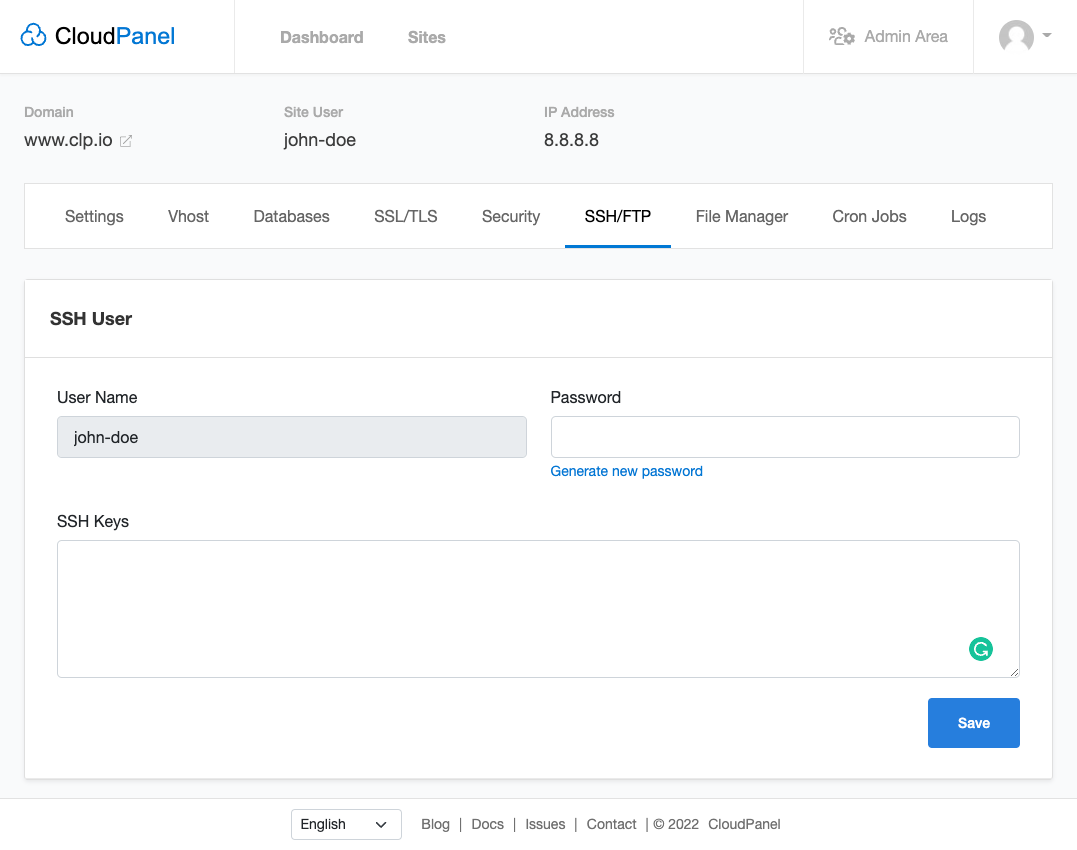 CloudPanel
Dashboard Sites Admin Area
Domain Site User IP Address
www.clp.io john-doe 8.8.8.8
Settings Vhost Databases SSL/TLS Security SSH/FTP File Manager Cron Jobs Logs
SSH User
User Name Password
john-doe
Generate new password
SSH Keys
Save
English Blog | Docs | Issues | Contact | © 2022 CloudPanel